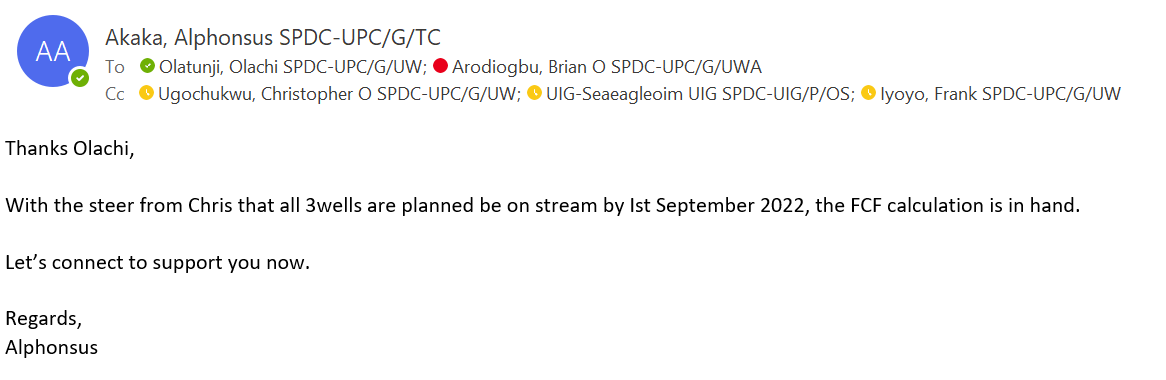 AA
Akaka, Alphonsus SPDC-UPC/G/TC
To Olatunji, Olachi SPDC-UPC/G/UW; Arodiogbu, Brian O SPDC-UPC/G/UWA
Cc Ugochukwu, Christopher O SPDC-UPC/G/UW; UIG-Seaeagleoim UIG SPDC-UIG/P/OS; Iyoyo, Frank SPDC-UPC/G/UW
Thanks Olachi,
With the steer from Chris that all 3wells are planned be on stream by Ist September 2022, the FCF calculation is in hand.
Let’s connect to support you now.
Regards,
Alphonsus